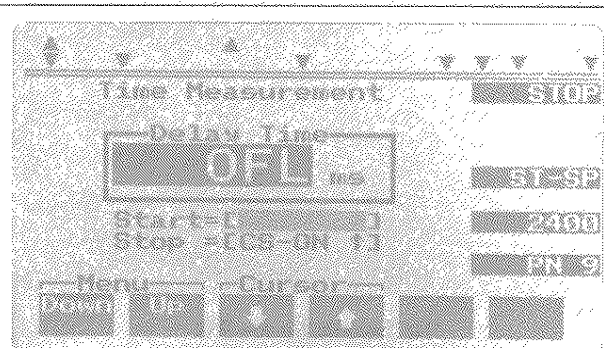 STOP
Time Measurement
Delay Time
OFL ms
ST-SP
Start=[
2400
Stop =[CS-OFF !]
PN 9
Menu Cursor
Down Up